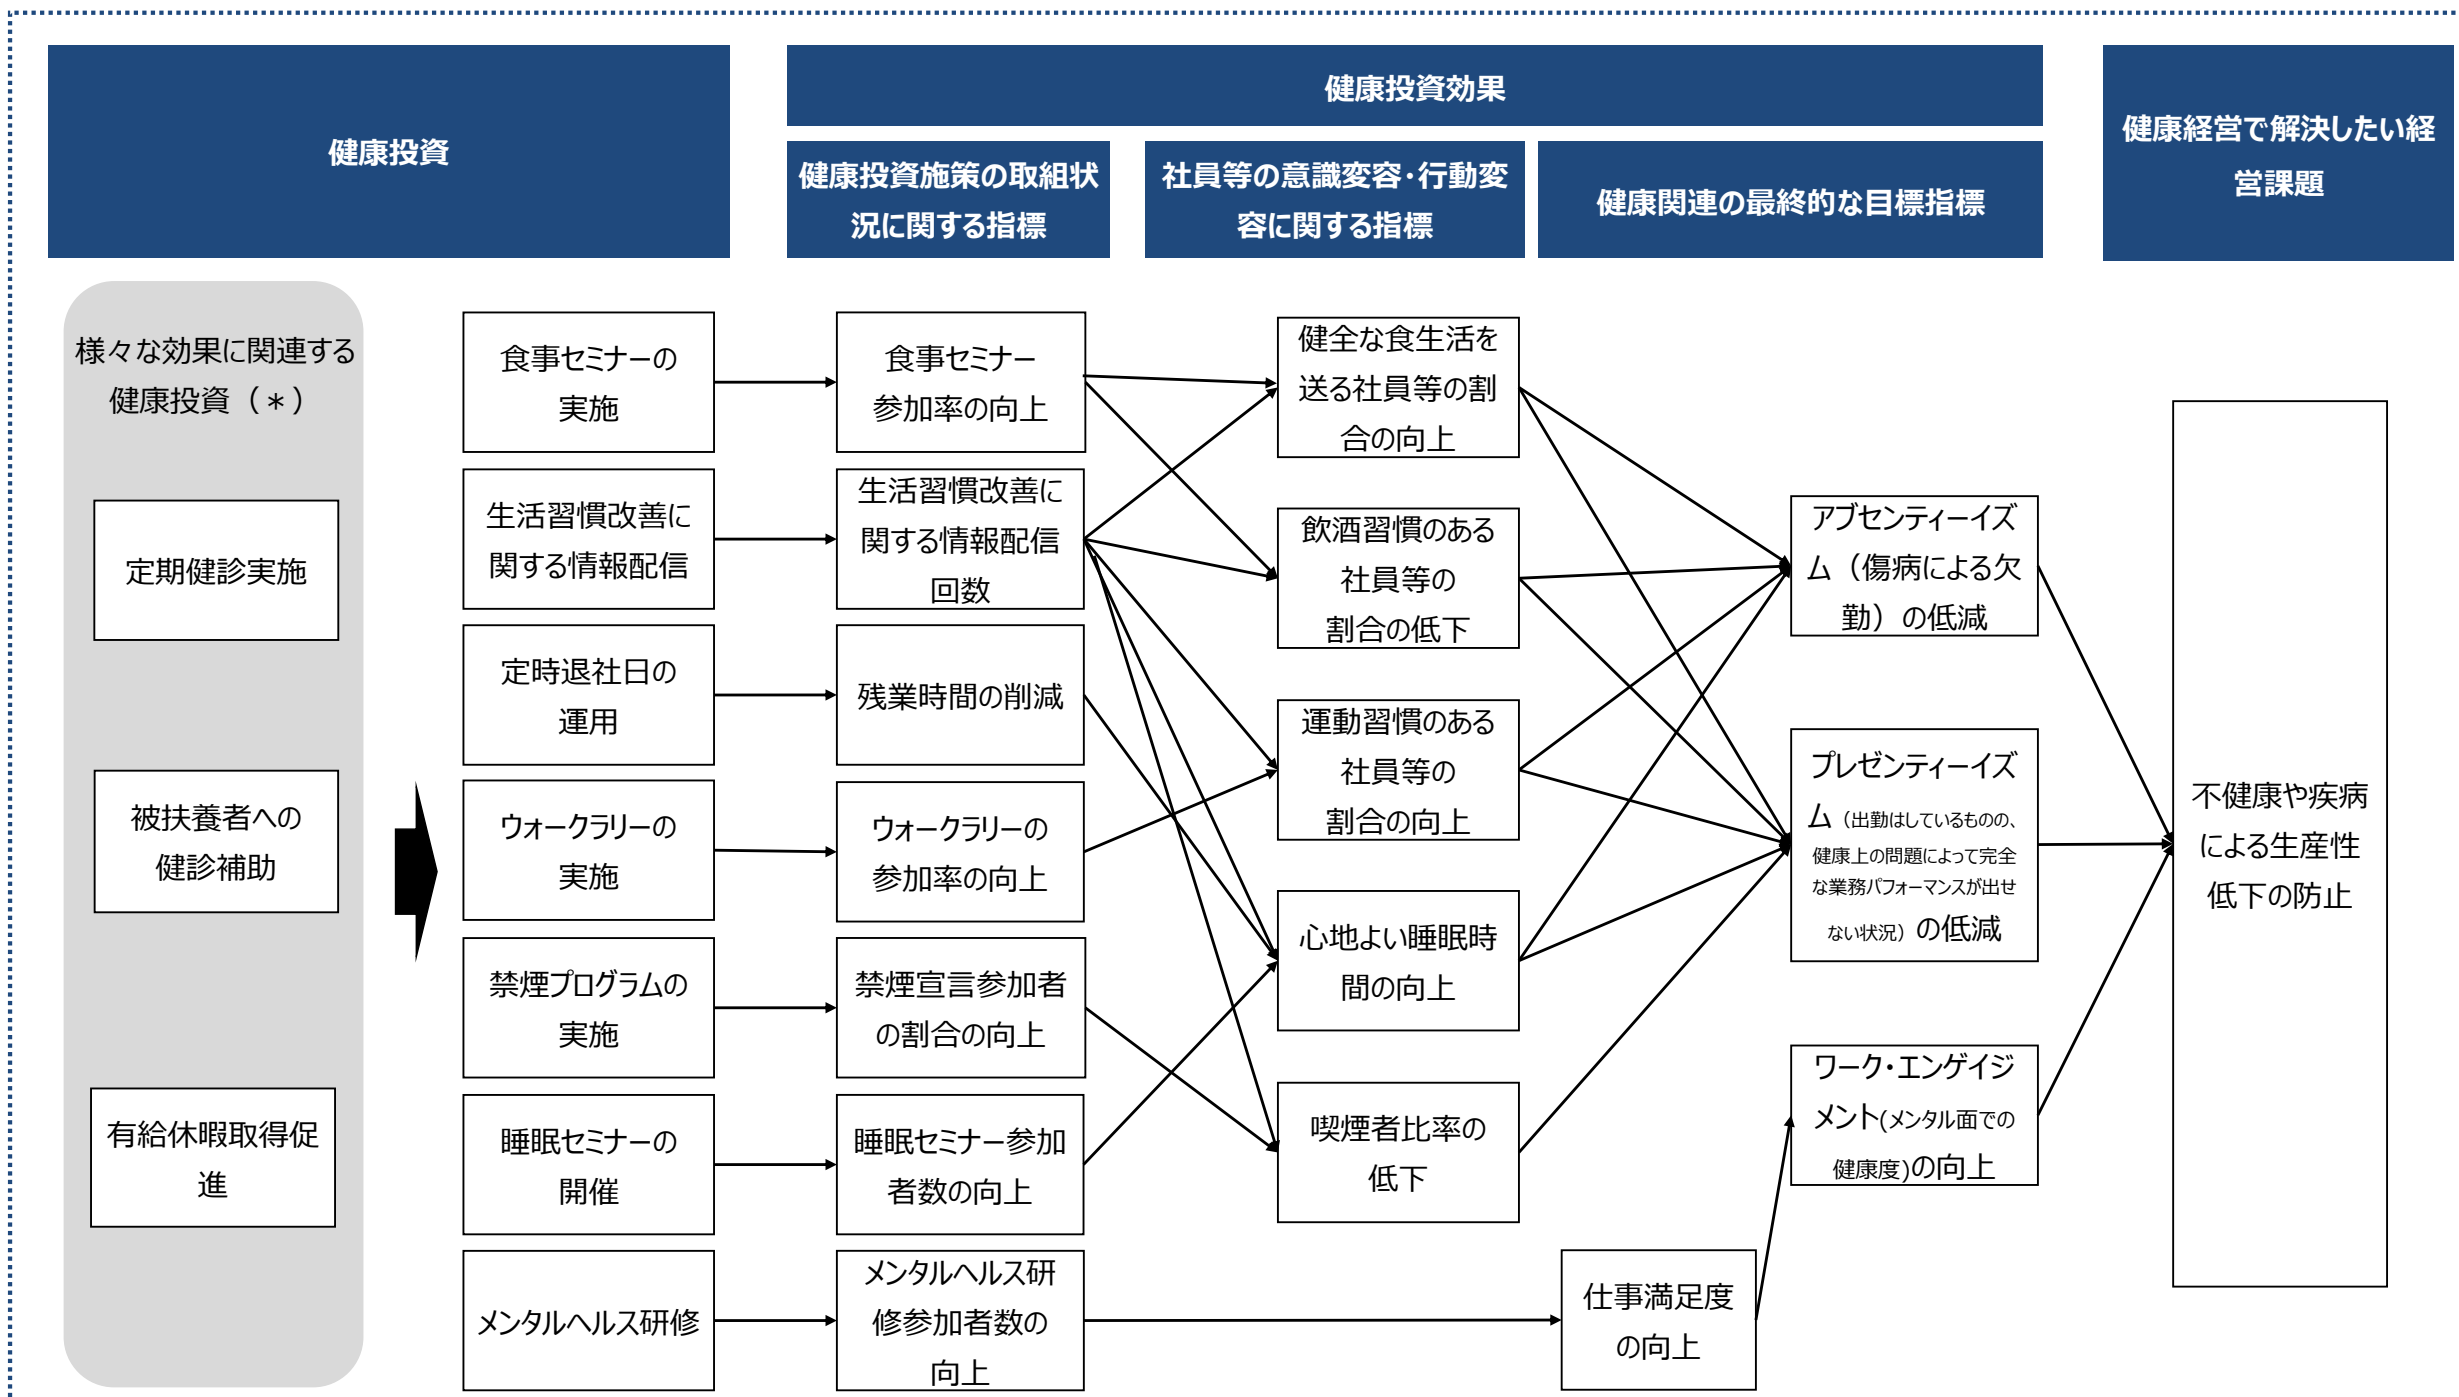 健康投資
健康投資効果
健康投資施策の取組状
況に関する指標
社員等の意識変容・行動変
容に関する指標
健康関連の最終的な目標指標
健康経営で解決したい経
営課題
様々な効果に関連する
健康投資（＊）
定期健診実施
被扶養者への
健診補助
有給休暇取得促
進
食事セミナーの
実施
生活習慣改善に
関する情報配信
定時退社日の
運用
ウォークラリーの
実施
禁煙プログラムの
実施
睡眠セミナーの
開催
メンタルヘルス研修
食事セミナー
参加率の向上
生活習慣改善に
関する情報配信
回数
残業時間の削減
ウォークラリーの
参加率の向上
禁煙宣言参加者
の割合の向上
睡眠セミナー参加
者数の向上
メンタルヘルス研
修参加者数の
向上
健全な食生活を
送る社員等の割
合の向上
飲酒習慣のある
社員等の
割合の低下
運動習慣のある
社員等の
割合の向上
心地よい睡眠時
間の向上
喫煙者比率の
低下
仕事満足度
の向上
アブセンティーイズ
ム（傷病による欠
勤）の低減
プレゼンティーイズ
ム（出勤はしているものの、
健康上の問題によって完全
な業務パフォーマンスが出せ
ない状況）の低減
ワーク・エンゲイジ
メント(メンタル面での
健康度)の向上
不健康や疾病
による生産性
低下の防止